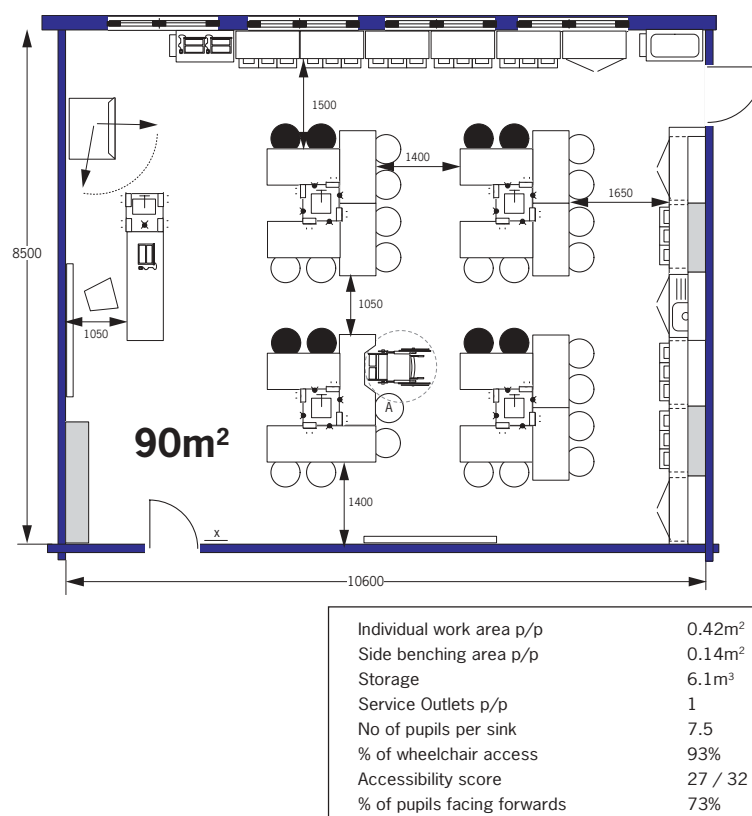 1500
1400
1650
8500
1050
1050
A
90m²
1400
x
10600
Individual work area p/p 0.42m²
Side benching area p/p 0.14m²
Storage 6.1m³
Service Outlets p/p 1
No of pupils per sink 7.5
% of wheelchair access 93%
Accessibility score 27 / 32
% of pupils facing forwards 73%